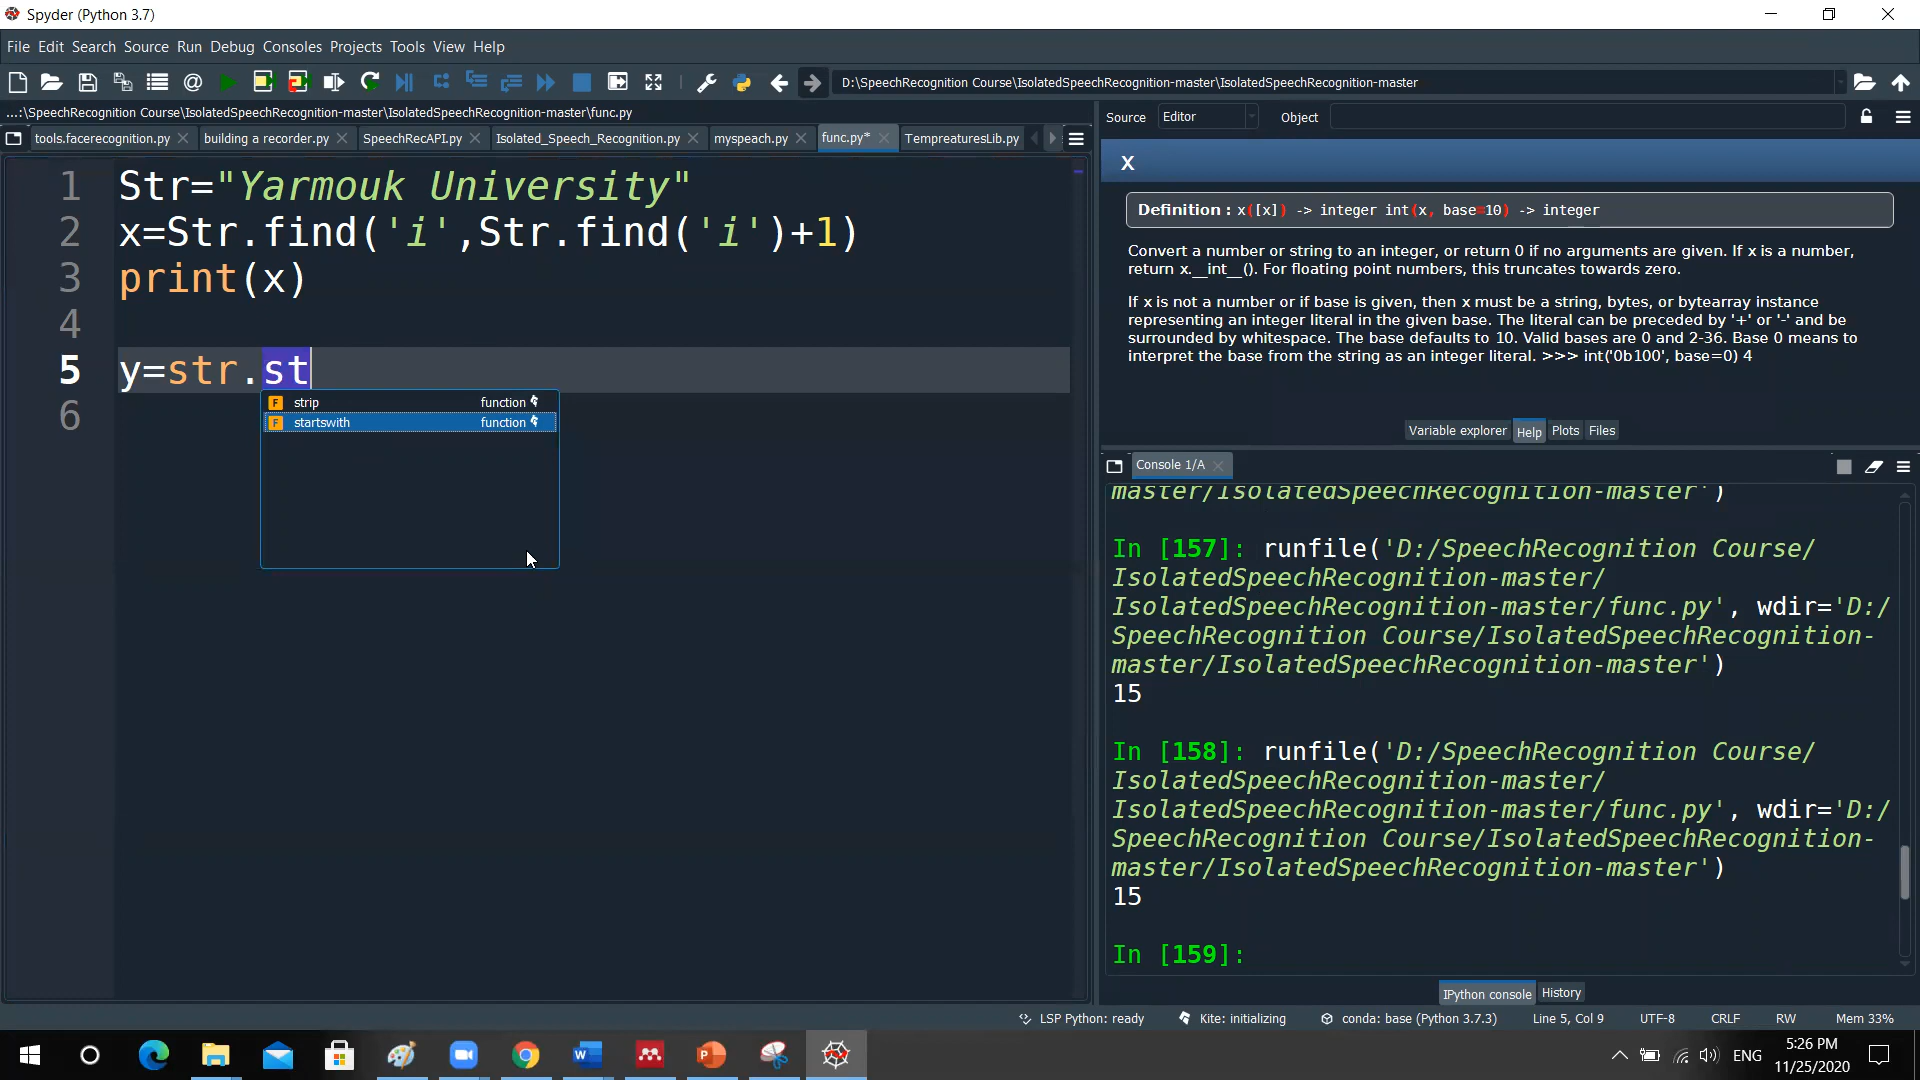 Spyder (Python 3.7)
File Edit Search Source Run Debug Consoles Projects Tools View Help
D:\SpeechRecognition Course\IsolatedSpeechRecognition-master\IsolatedSpeechRecognition-master
...:\SpeechRecognition Course\IsolatedSpeechRecognition-master\IsolatedSpeechRecognition-master\func.py
tools.facerecognition.py building a recorder.py SpeechRecAPI.py Isolated_Speech_Recognition.py myspeach.py func.py* TempreaturesLib.py
1 Str="Yarmouk University"
2 x=Str.find('i',Str.find('i')+1)
3 print(x)
4
5 y=str.st
6
strip function
startswith function
Source Editor Object
X
Definition : x([x]) -> integer int(x, base=10) -> integer
Convert a number or string to an integer, or return 0 if no arguments are given. If x is a number,
return x.__int__(). For floating point numbers, this truncates towards zero.
If x is not a number or if base is given, then x must be a string, bytes, or bytearray instance
representing an integer literal in the given base. The literal can be preceded by '+' or '-' and be
surrounded by whitespace. The base defaults to 10. Valid bases are 0 and 2-36. Base 0 means to
interpret the base from the string as an integer literal. >>> int('0b100', base=0) 4
Variable explorer Help Plots Files
Console 1/A
master/IsolatedSpeechRecognition-master')
In [157]: runfile('D:/SpeechRecognition Course/
IsolatedSpeechRecognition-master/
IsolatedSpeechRecognition-master/func.py', wdir='D:/
SpeechRecognition Course/IsolatedSpeechRecognition-
master/IsolatedSpeechRecognition-master')
15
In [158]: runfile('D:/SpeechRecognition Course/
IsolatedSpeechRecognition-master/
IsolatedSpeechRecognition-master/func.py', wdir='D:/
SpeechRecognition Course/IsolatedSpeechRecognition-
master/IsolatedSpeechRecognition-master')
15
In [159]:
IPython console History
LSP Python: ready Kite: initializing conda: base (Python 3.7.3) Line 5, Col 9 UTF-8 CRLF RW Mem 33%
ENG
5:26 PM
11/25/2020